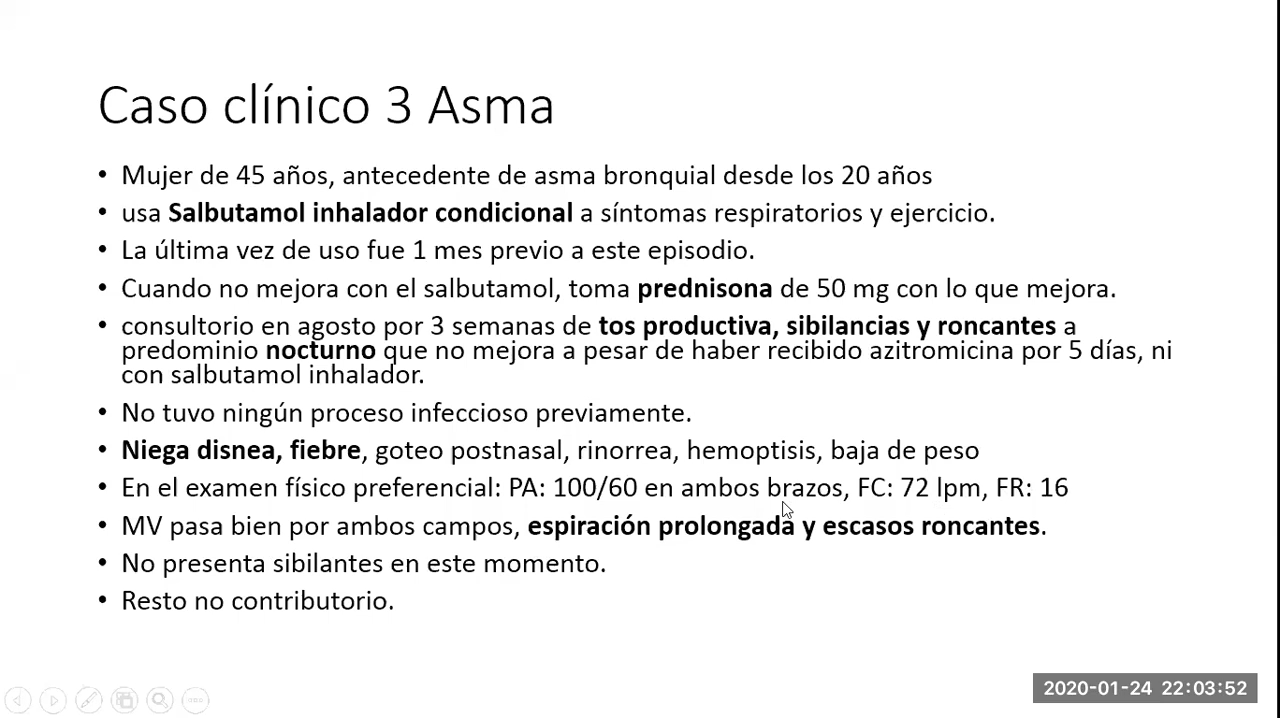 Caso clínico 3 Asma
• Mujer de 45 años, antecedente de asma bronquial desde los 20 años
• usa Salbutamol inhalador condicional a síntomas respiratorios y ejercicio.
• La última vez de uso fue 1 mes previo a este episodio.
• Cuando no mejora con el salbutamol, toma prednisona de 50 mg con lo que mejora.
• consultorio en agosto por 3 semanas de tos productiva, sibilancias y roncantes a
predominio nocturno que no mejora a pesar de haber recibido azitromicina por 5 días, ni
con salbutamol inhalador.
• No tuvo ningún proceso infeccioso previamente.
• Niega disnea, fiebre, goteo postnasal, rinorrea, hemoptisis, baja de peso
• En el examen físico preferencial: PA: 100/60 en ambos brazos, FC: 72 lpm, FR: 16
• MV pasa bien por ambos campos, espiración prolongada y escasos roncantes.
• No presenta sibilantes en este momento.
• Resto no contributorio.
2020-01-24 22:03:52